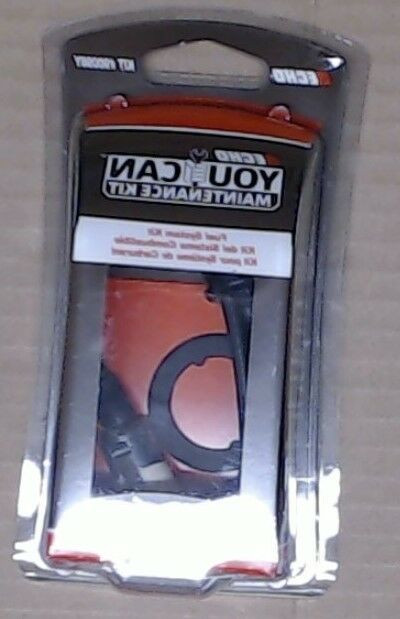 ECHO
KIT #90098Y
ECHO
YOU CAN
MAINTENANCE KIT
Fuel System Kit
Kit del Sistema Combustible
Kit pour Système de Carburant